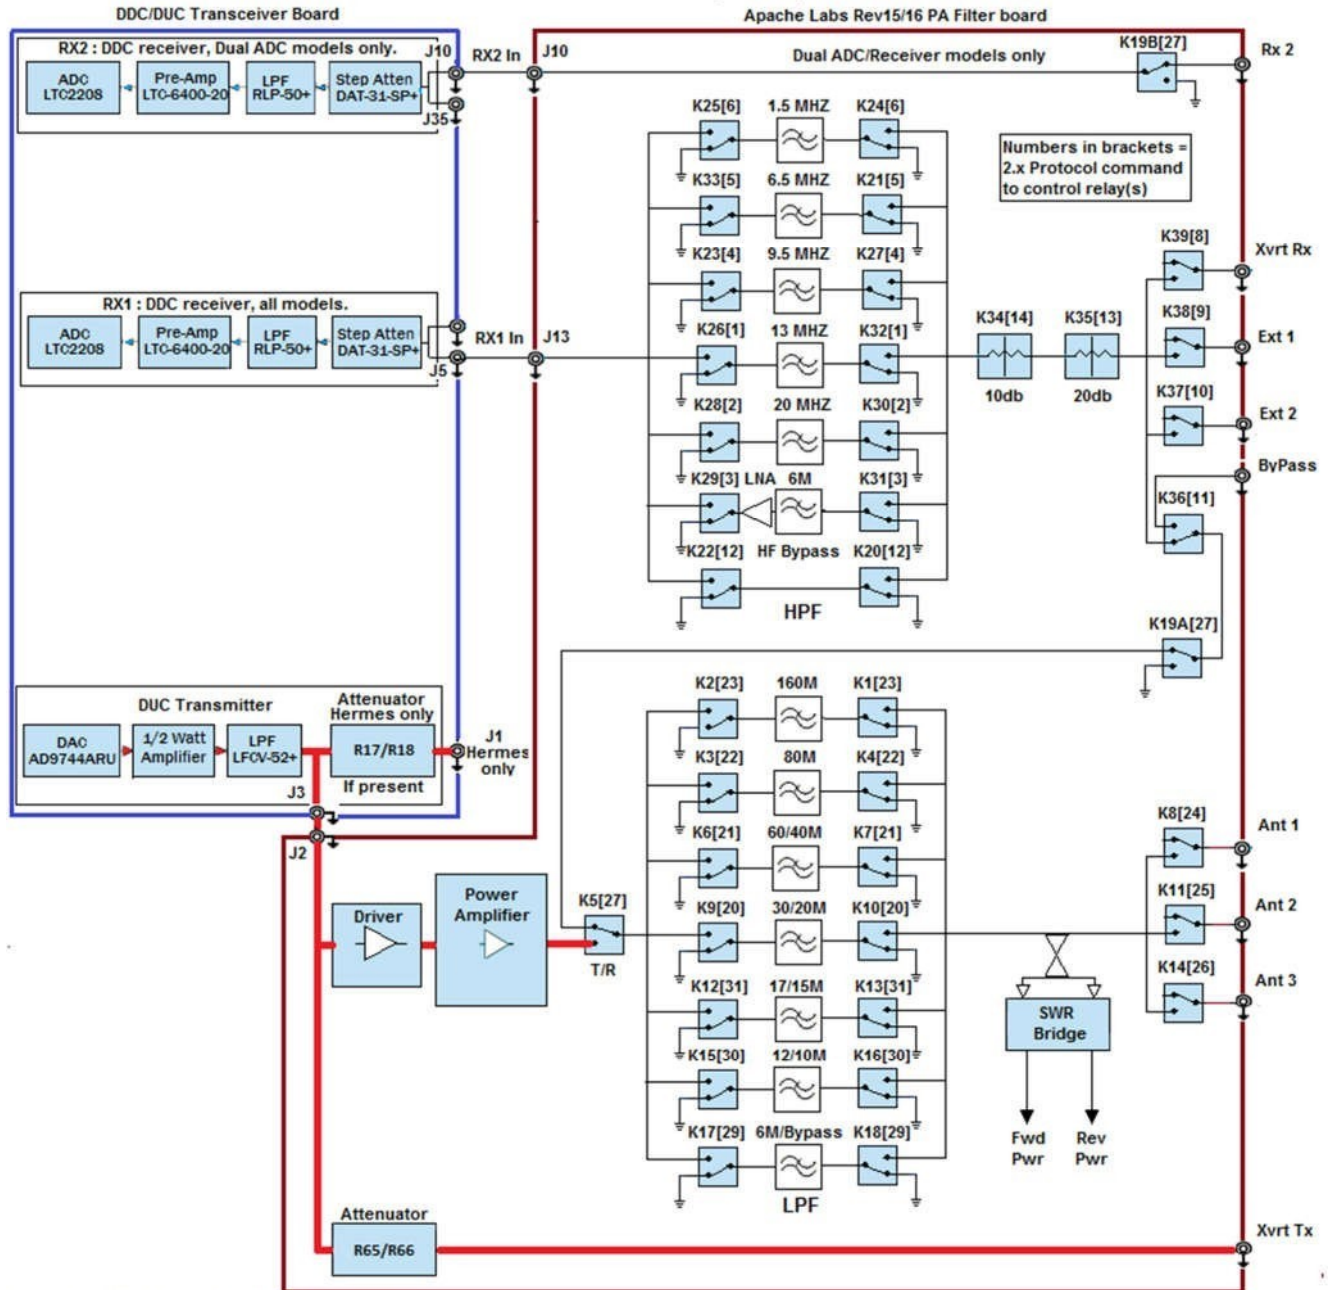 DDC/DUC Transceiver Board
Apache Labs Rev15/16 PA Filter board
RX2 : DDC receiver, Dual ADC models only.
ADC
LTC2208
Pre-Amp
LTC-6400-20
LPF
RLP-50+
Step Atten
DAT-31-SP+
J10
J35
RX2 In
J10
Dual ADC/Receiver models only
K19B[27]
Rx 2
K25[6] 1.5 MHZ K24[6]
Numbers in brackets =
2.x Protocol command
to control relay(s)
K33[5] 6.5 MHZ K21[5]
K23[4] 9.5 MHZ K27[4]
K39[8]
Xvrt Rx
RX1 : DDC receiver, all models.
ADC
LTC2208
Pre-Amp
LTC-6400-20
LPF
RLP-50+
Step Atten
DAT-31-SP+
J5
RX1 In
J13
K26[1] 13 MHZ K32[1]
K34[14]
10db
K35[13]
20db
K38[9]
Ext 1
K28[2] 20 MHZ K30[2]
K37[10]
Ext 2
K29[3] LNA 6M K31[3]
ByPass
K36[11]
K22[12] HF Bypass K20[12]
HPF
K19A[27]
DUC Transmitter
Attenuator
Hermes only
DAC
AD9744ARU
1/2 Watt
Amplifier
LPF
LFCV-52+
R17/R18
If present
J1
Hermes
only
J3
J2
K2[23] 160M K1[23]
K3[22] 80M K4[22]
K6[21] 60/40M K7[21]
K8[24]
Ant 1
Driver
Power
Amplifier
K5[27]
T/R
K9[20] 30/20M K10[20]
K11[25]
Ant 2
K14[26]
Ant 3
K12[31] 17/15M K13[31]
SWR
Bridge
K15[30] 12/10M K16[30]
Fwd
Pwr
Rev
Pwr
K17[29] 6M/Bypass K18[29]
LPF
Attenuator
R65/R66
Xvrt Tx